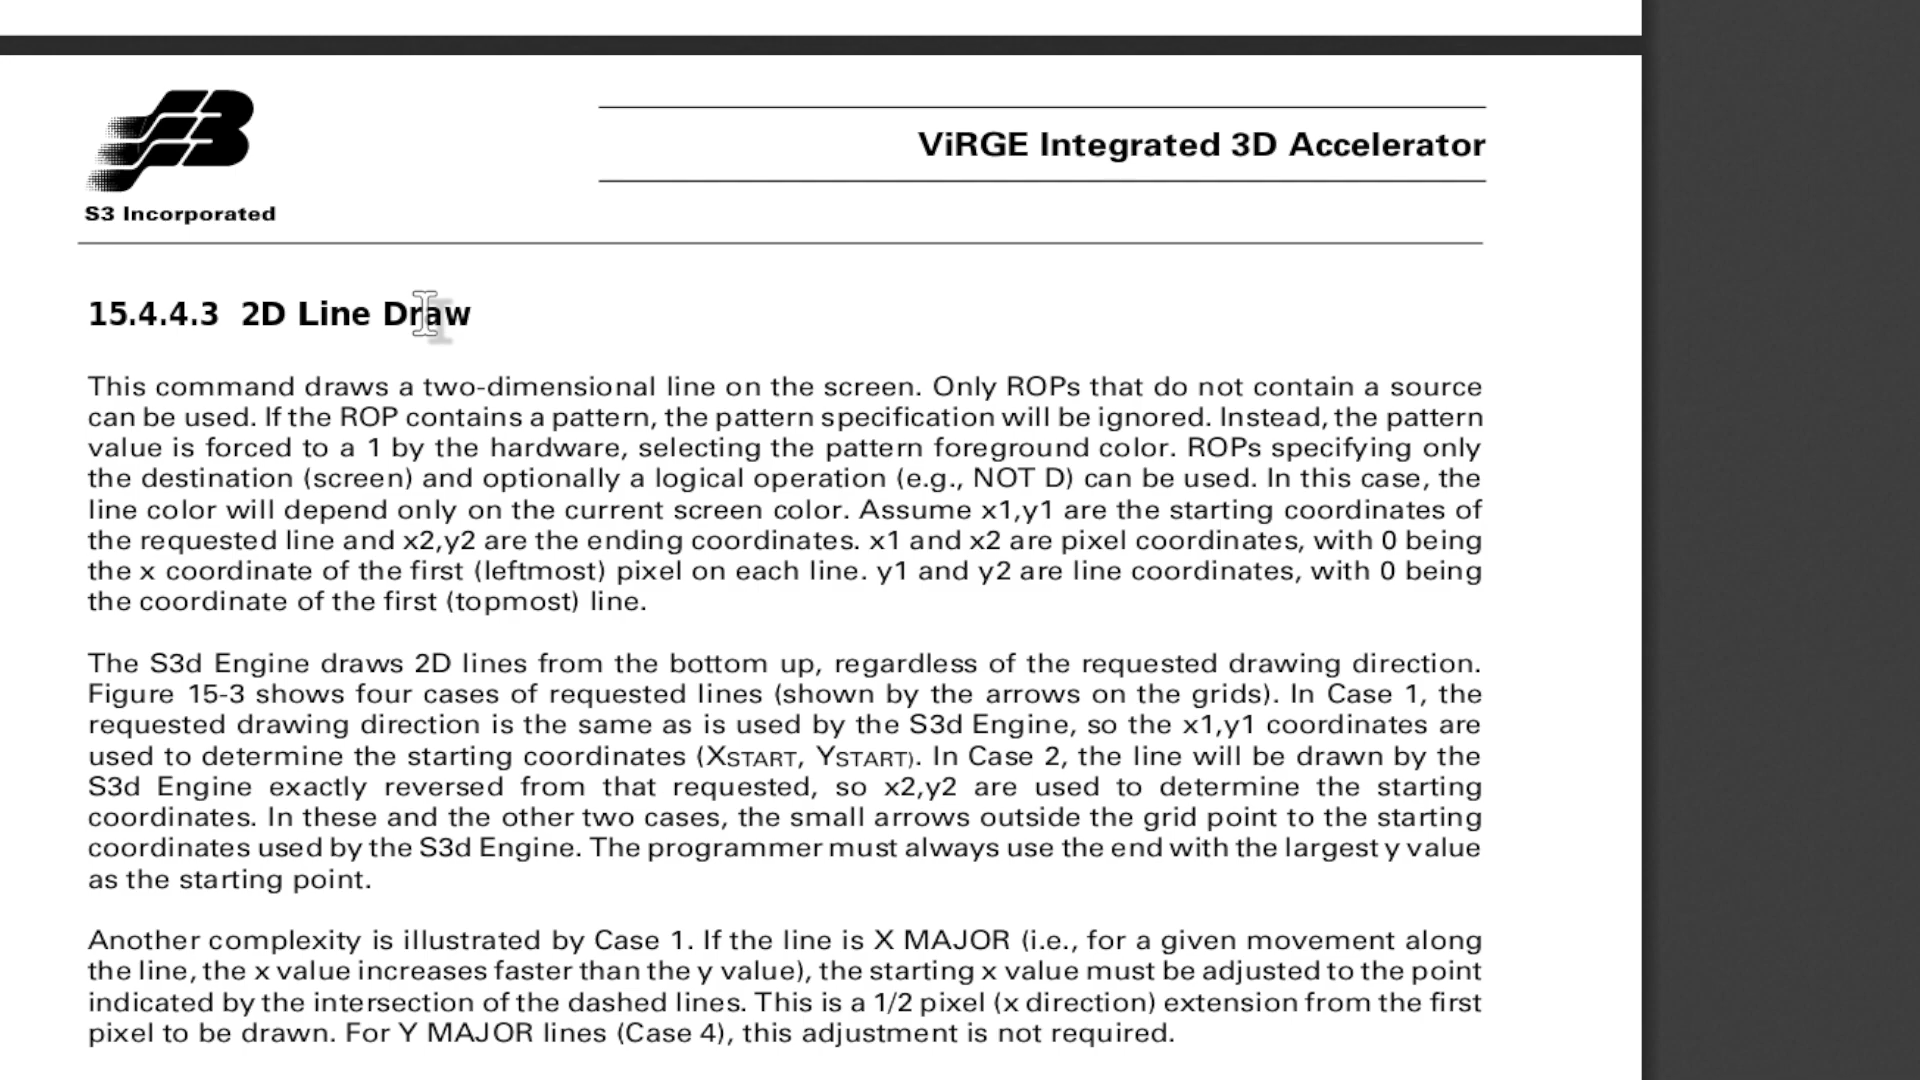 S3
ViRGE Integrated 3D Accelerator
S3 Incorporated
15.4.4.3 2D Line Draw
This command draws a two-dimensional line on the screen. Only ROPs that do not contain a source
can be used. If the ROP contains a pattern, the pattern specification will be ignored. Instead, the pattern
value is forced to a 1 by the hardware, selecting the pattern foreground color. ROPs specifying only
the destination (screen) and optionally a logical operation (e.g., NOT D) can be used. In this case, the
line color will depend only on the current screen color. Assume x1,y1 are the starting coordinates of
the requested line and x2,y2 are the ending coordinates. x1 and x2 are pixel coordinates, with 0 being
the x coordinate of the first (leftmost) pixel on each line. y1 and y2 are line coordinates, with 0 being
the coordinate of the first (topmost) line.
The S3d Engine draws 2D lines from the bottom up, regardless of the requested drawing direction.
Figure 15-3 shows four cases of requested lines (shown by the arrows on the grids). In Case 1, the
requested drawing direction is the same as is used by the S3d Engine, so the x1,y1 coordinates are
used to determine the starting coordinates (XSTART, YSTART). In Case 2, the line will be drawn by the
S3d Engine exactly reversed from that requested, so x2,y2 are used to determine the starting
coordinates. In these and the other two cases, the small arrows outside the grid point to the starting
coordinates used by the S3d Engine. The programmer must always use the end with the largest y value
as the starting point.
Another complexity is illustrated by Case 1. If the line is X MAJOR (i.e., for a given movement along
the line, the x value increases faster than the y value), the starting x value must be adjusted to the point
indicated by the intersection of the dashed lines. This is a 1/2 pixel (x direction) extension from the first
pixel to be drawn. For Y MAJOR lines (Case 4), this adjustment is not required.